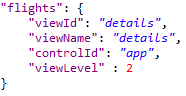 "flights": {
    "viewId": "details",
    "viewName": "details",
    "controlId": "app",
    "viewLevel" : 2
}